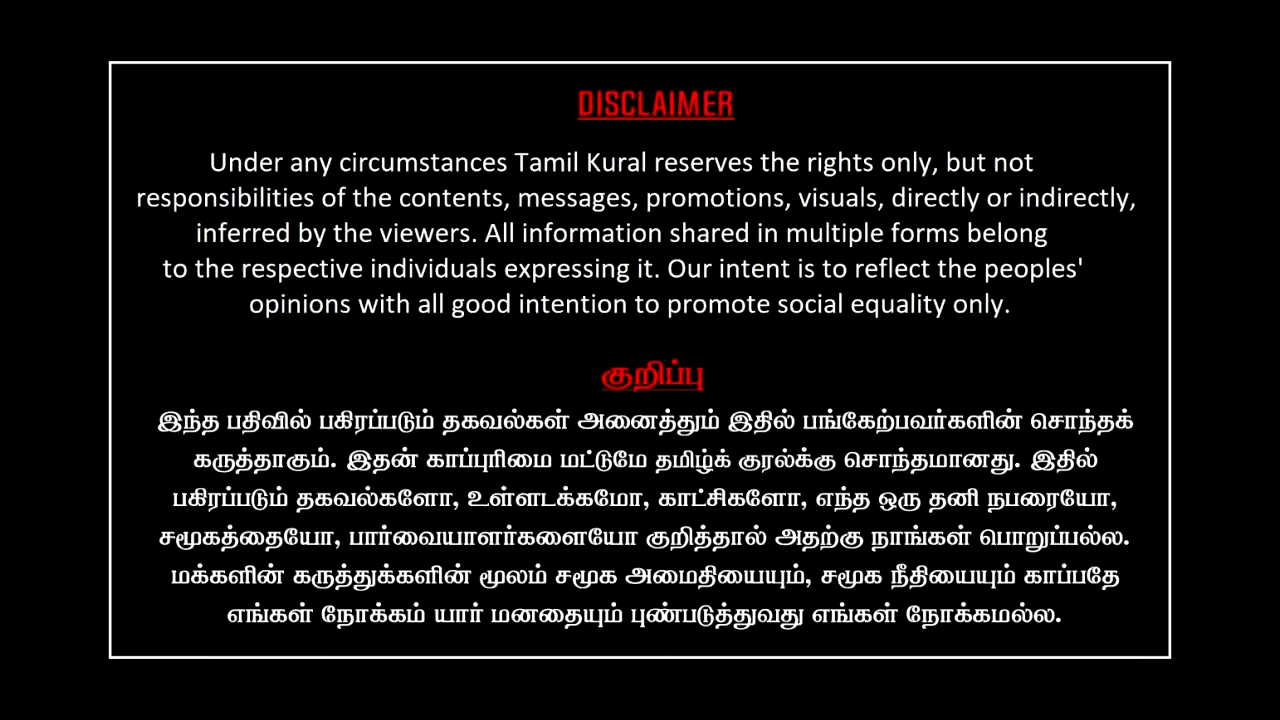 DISCLAIMER
Under any circumstances Tamil Kural reserves the rights only, but not
responsibilities of the contents, messages, promotions, visuals, directly or indirectly,
inferred by the viewers. All information shared in multiple forms belong
to the respective individuals expressing it. Our intent is to reflect the peoples'
opinions with all good intention to promote social equality only.
குறிப்பு
இந்த பதிவில் பகிரப்படும் தகவல்கள் அனைத்தும் இதில் பங்கேற்பவர்களின் சொந்தக்
கருத்தாகும். இதன் காப்புரிமை மட்டுமே தமிழ்க் குரல்க்கு சொந்தமானது. இதில்
பகிரப்படும் தகவல்களோ, உள்ளடக்கமோ, காட்சிகளோ, எந்த ஒரு தனி நபரையோ,
சமூகத்தையோ, பார்வையாளர்களையோ குறித்தால் அதற்கு நாங்கள் பொறுப்பல்ல.
மக்களின் கருத்துக்களின் மூலம் சமூக அமைதியையும், சமூக நீதியையும் காப்பதே
எங்கள் நோக்கம் யார் மனதையும் புண்படுத்துவது எங்கள் நோக்கமல்ல.